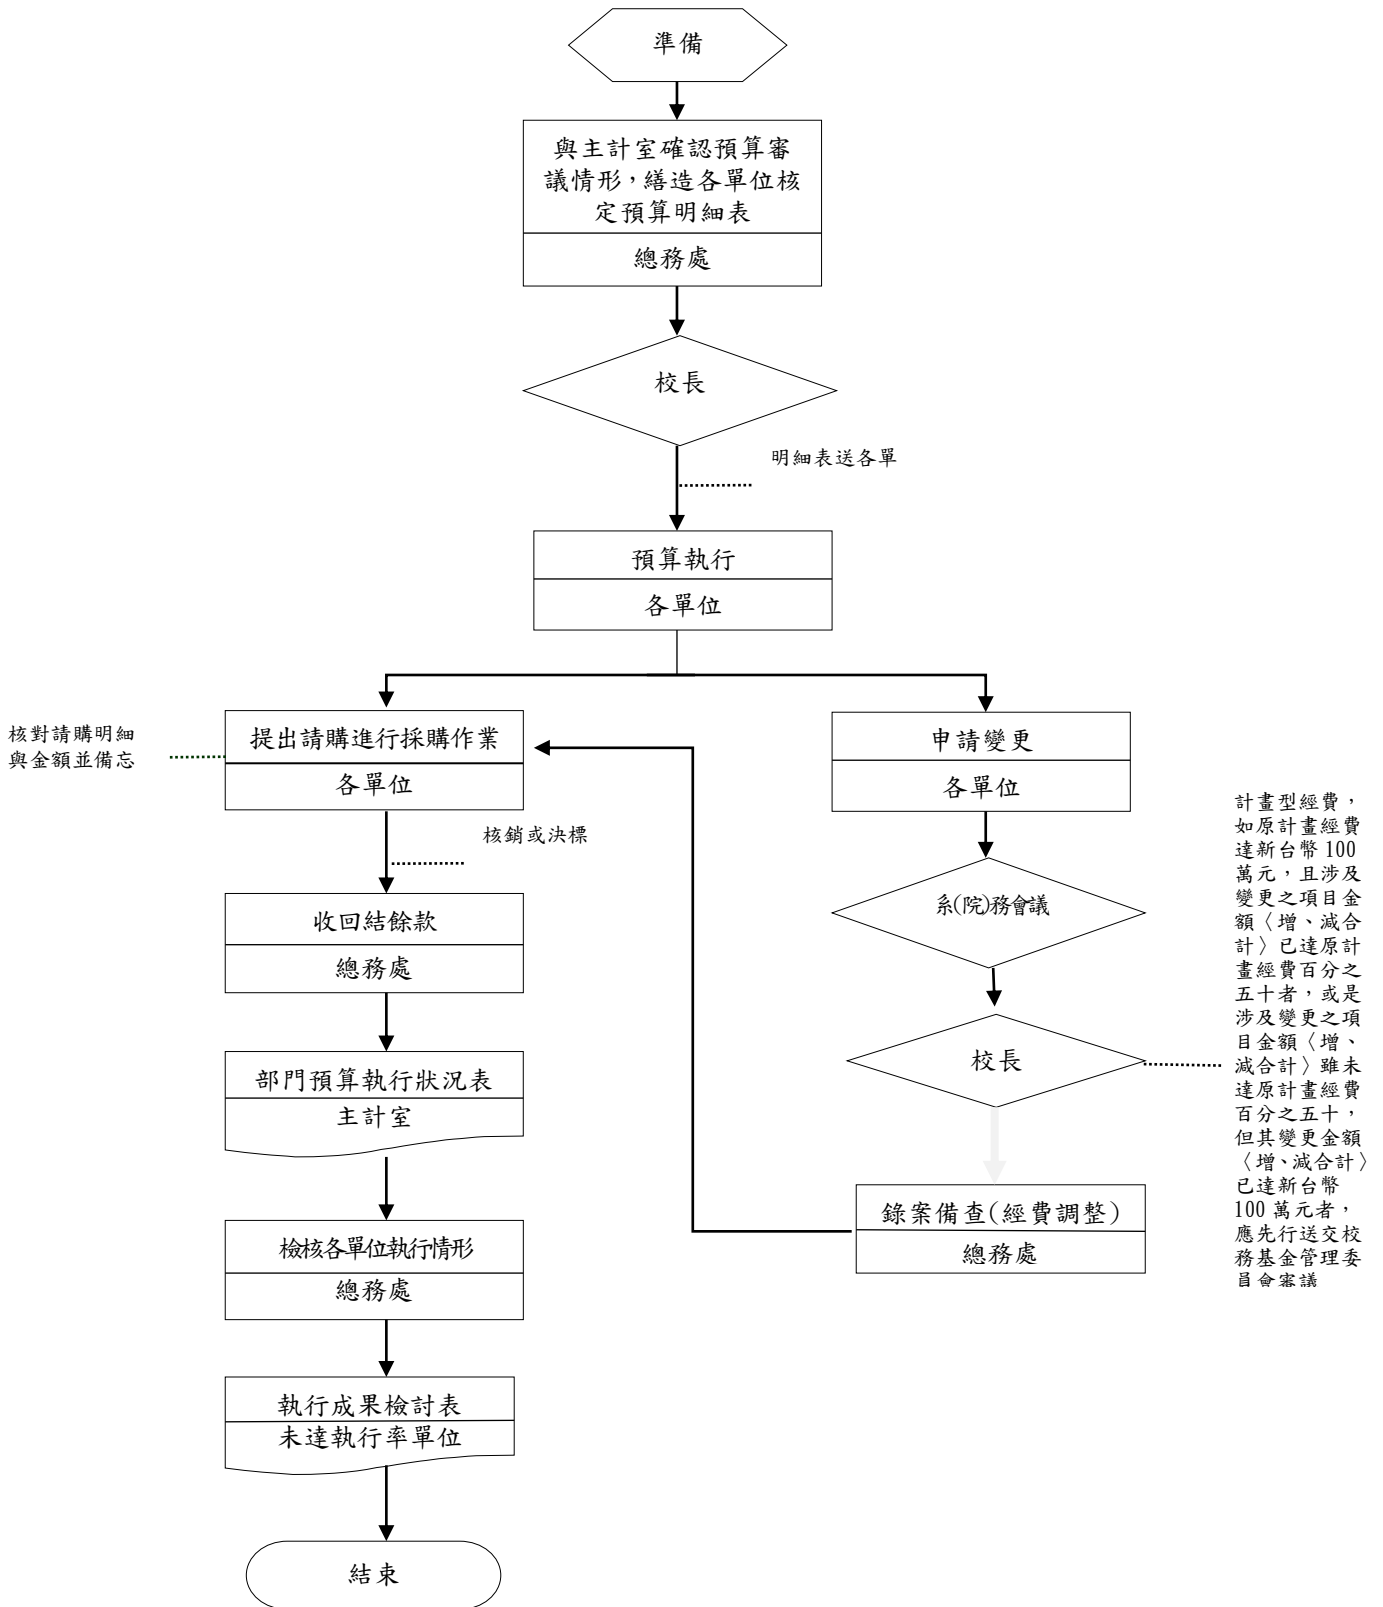 準備
與主計室確認預算審
議情形，繕造各單位核
定預算明細表
總務處
校長
明細表送各單
預算執行
各單位
提出請購進行採購作業
各單位
核對請購明細
與金額並備忘
核銷或決標
收回結餘款
總務處
部門預算執行狀況表
主計室
檢核各單位執行情形
總務處
執行成果檢討表
未達執行率單位
結束
申請變更
各單位
系(院)務會議
校長
計畫型經費，
如原計畫經費
達新台幣 100
萬元，且涉及
變更之項目金
額〈增、減合
計〉已達原計
畫經費百分之
五十者，或是
涉及變更之項
目金額〈增、
減合計〉雖未
達原計畫經費
百分之五十，
但其變更金額
〈增、減合計〉
已達新台幣
100 萬元者，
應先行送交校
務基金管理委
員會審議
錄案備查(經費調整)
總務處